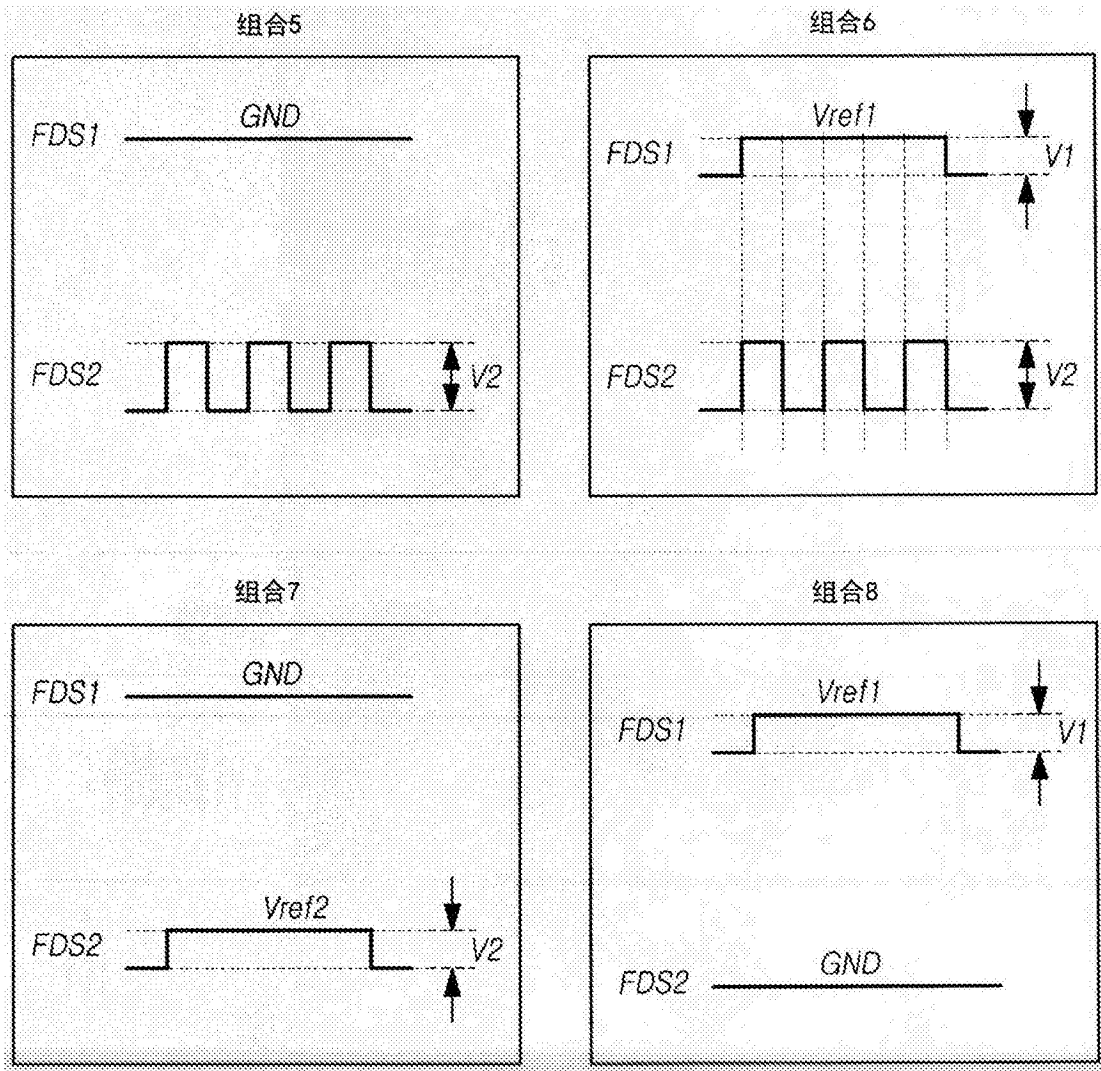 组合5
GND
FDS1
FDS2
V2
组合6
Vref1
FDS1
V1
FDS2
V2
组合7
GND
FDS1
Vref2
FDS2
V2
组合8
Vref1
FDS1
V1
GND
FDS2